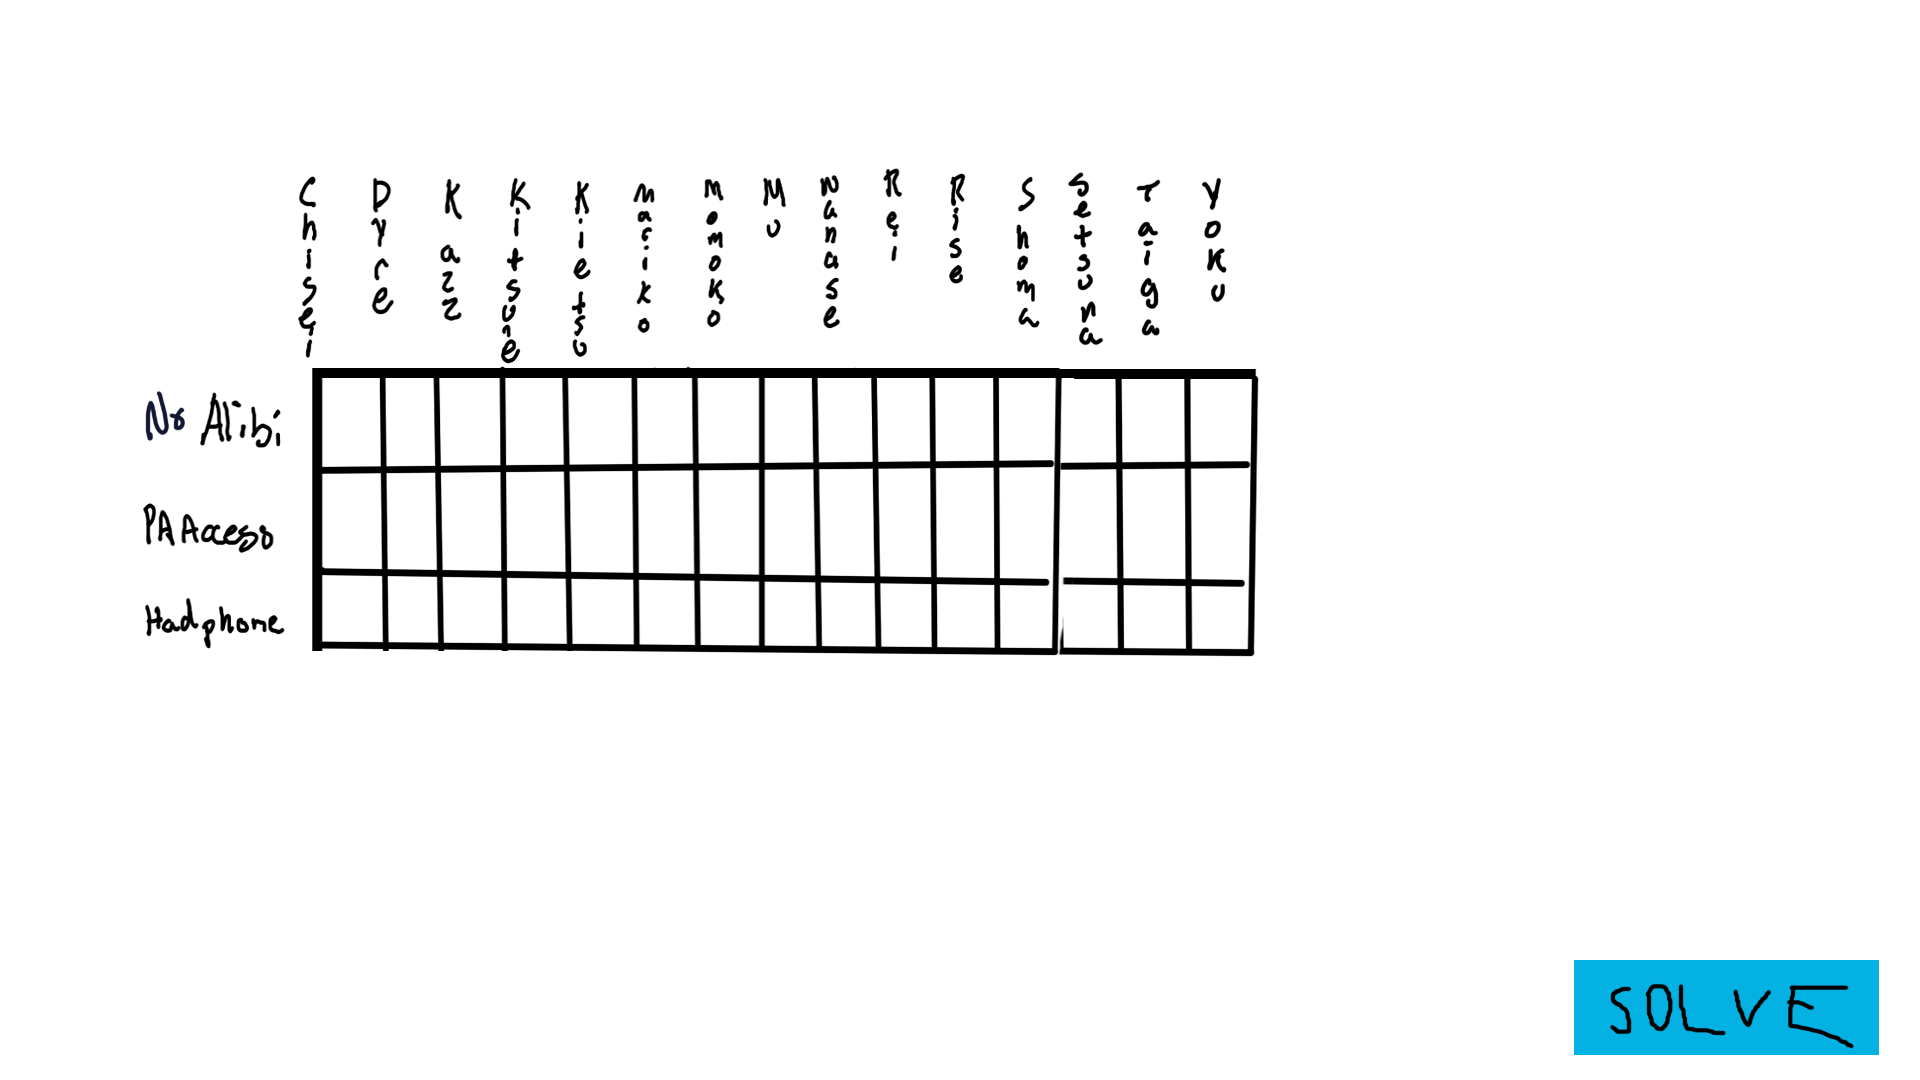 Chisei
Dyre
Kazz
Kitsune
Kietsu
Mariko
Momoko
Mu
Nanase
Rei
Rise
Shoma
Setsuna
Taiga
Yoku
No Alibi
PA Access
Hadphone
SOLVE